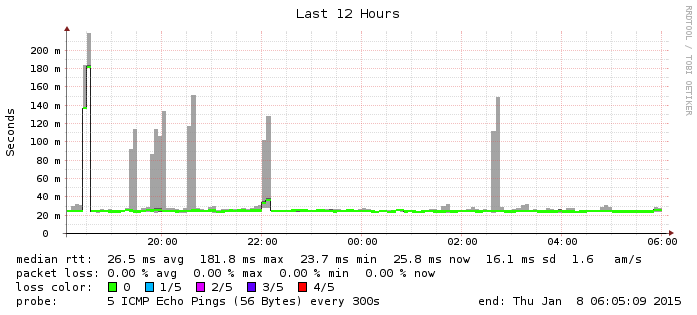 Last 12 Hours
RRDTOOL / TOBI OETIKER
Seconds
200 m
180 m
160 m
140 m
120 m
100 m
80 m
60 m
40 m
20 m
0
20:00 22:00 00:00 02:00 04:00 06:00
median rtt: 26.5 ms avg 181.8 ms max 23.7 ms min 25.8 ms now 16.1 ms sd 1.6 am/s
packet loss: 0.00 % avg 0.00 % max 0.00 % min 0.00 % now
loss color: 0 1/5 2/5 3/5 4/5
probe: 5 ICMP Echo Pings (56 Bytes) every 300s end: Thu Jan 8 06:05:09 2015